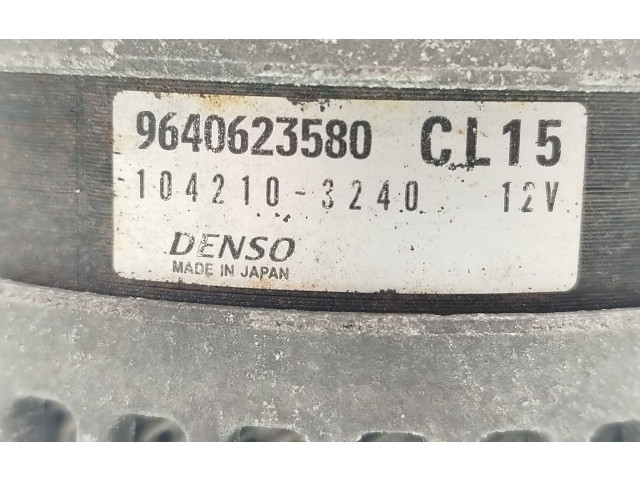 9640623580 CL15
104210-3240 12V
DENSO
MADE IN JAPAN